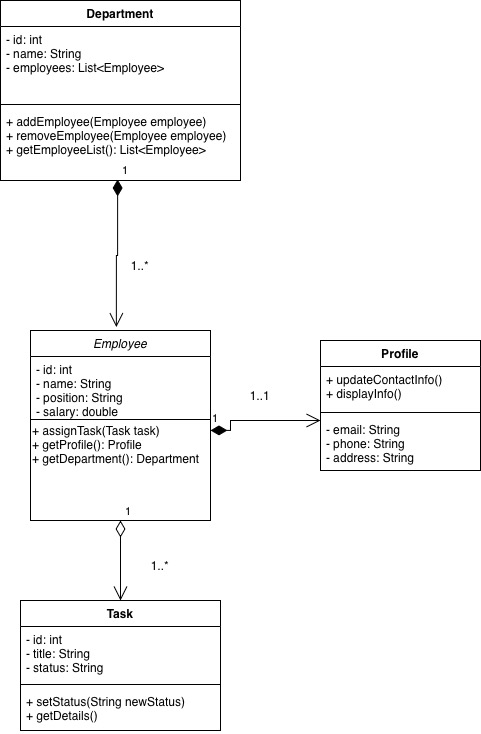 Department
- id: int
- name: String
- employees: List<Employee>
+ addEmployee(Employee employee)
+ removeEmployee(Employee employee)
+ getEmployeeList(): List<Employee>
1
1..*
Employee
- id: int
- name: String
- position: String
- salary: double
+ assignTask(Task task)
+ getProfile(): Profile
+ getDepartment(): Department
1
1..1
Profile
+ updateContactInfo()
+ displayInfo()
- email: String
- phone: String
- address: String
1
1..*
Task
- id: int
- title: String
- status: String
+ setStatus(String newStatus)
+ getDetails()